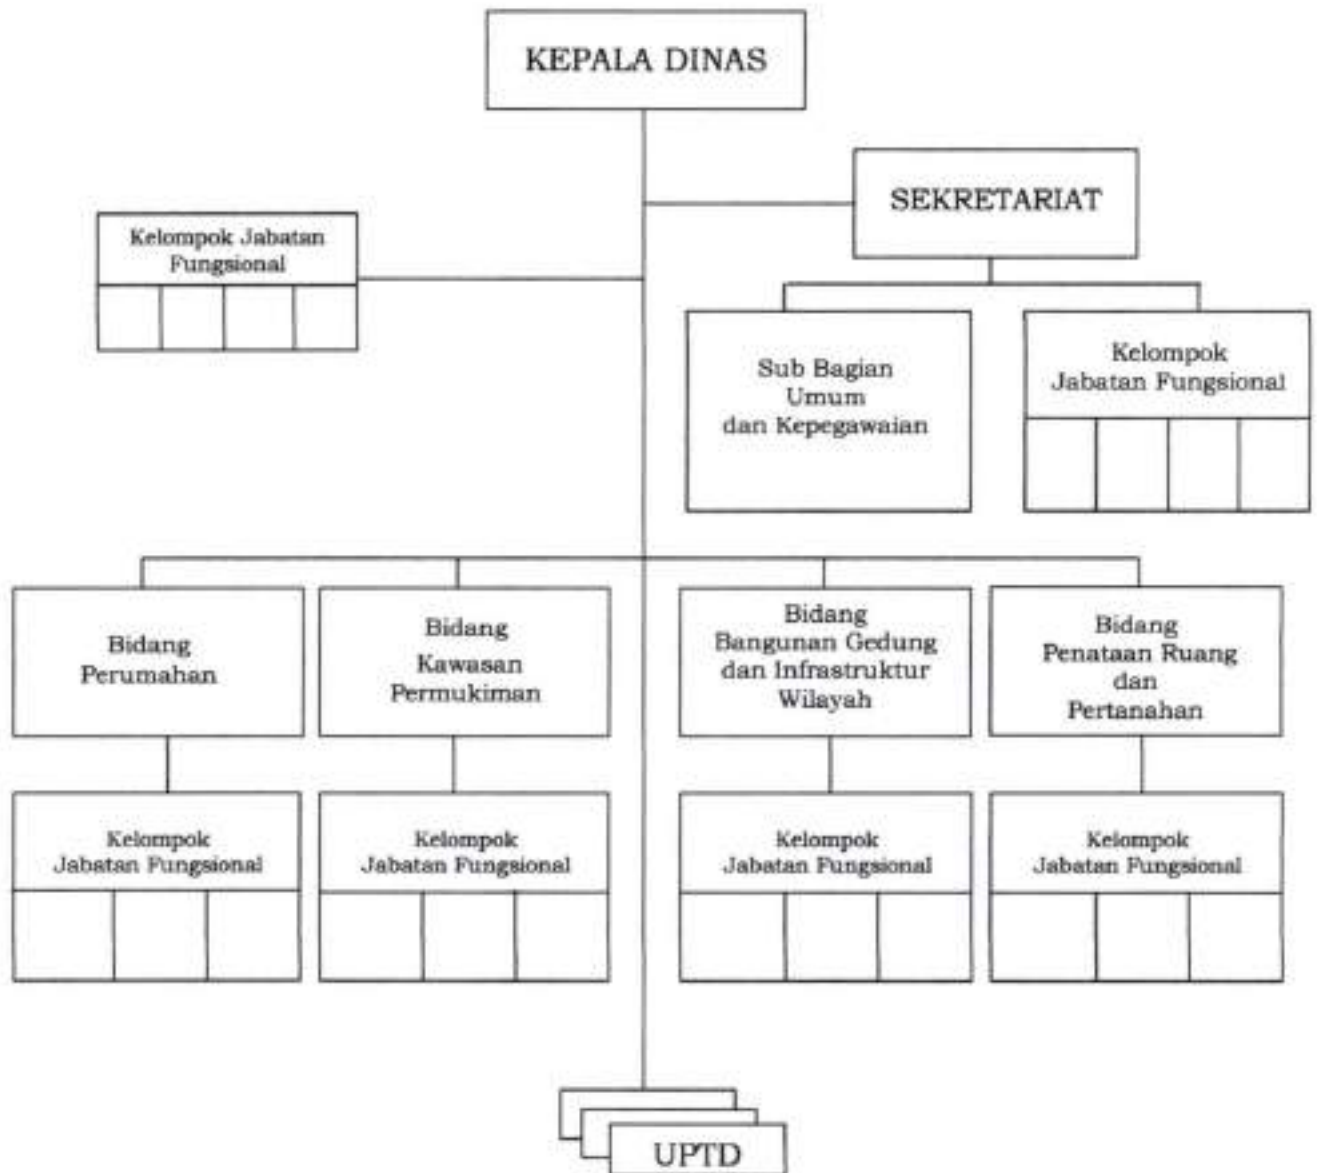 KEPALA DINAS
SEKRETARIAT
Kelompok Jabatan
Fungsional
Sub Bagian
Umum
dan Kepegawaian
Kelompok
Jabatan Fungsional
Bidang
Perumahan
Bidang
Kawasan
Permukiman
Bidang
Bangunan Gedung
dan Infrastruktur
Wilayah
Bidang
Penataan Ruang
dan
Pertanahan
Kelompok
Jabatan Fungsional
Kelompok
Jabatan Fungsional
Kelompok
Jabatan Fungsional
Kelompok
Jabatan Fungsional
UPTD